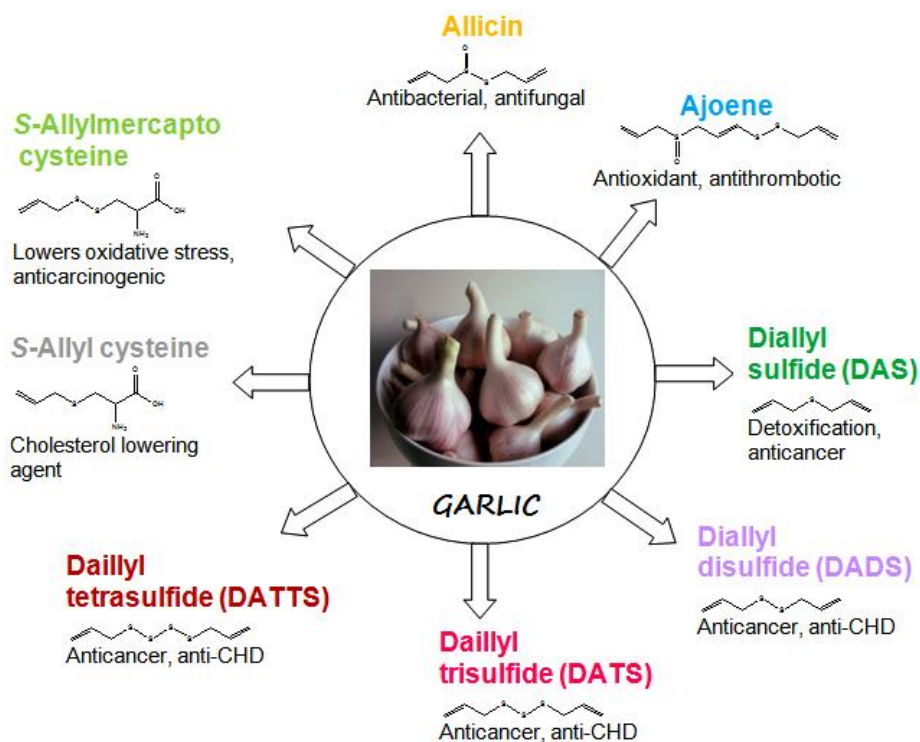 Allicin
O
S
S
Antibacterial, antifungal
Ajoene
S
O
S
S
Antioxidant, antithrombotic
S-Allylmercapto
cysteine
S
S
O
OH
NH₂
Lowers oxidative stress,
anticarcinogenic
S-Allyl cysteine
S
O
OH
NH₂
Cholesterol lowering
agent
Diallyl
sulfide (DAS)
S
Detoxification,
anticancer
GARLIC
Daillyl
tetrasulfide (DATTS)
S
S
S
S
Anticancer, anti-CHD
Diallyl
disulfide (DADS)
S
S
Anticancer, anti-CHD
Daillyl
trisulfide (DATS)
S
S
S
Anticancer, anti-CHD